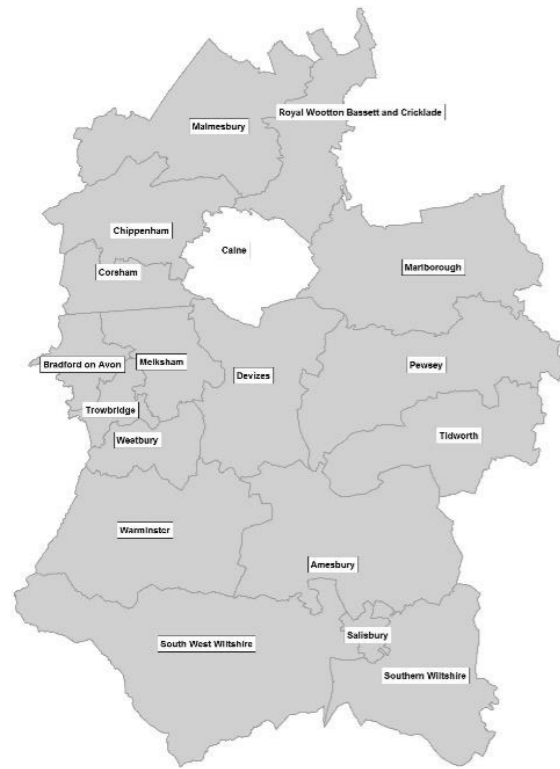 Royal Wootton Bassett and Cricklade
Malmesbury
Chippenham
Calne
Corsham
Marlborough
Bradford on Avon
Melksham
Devizes
Pewsey
Trowbridge
Westbury
Tidworth
Warminster
Amesbury
Salisbury
South West Wiltshire
Southern Wiltshire